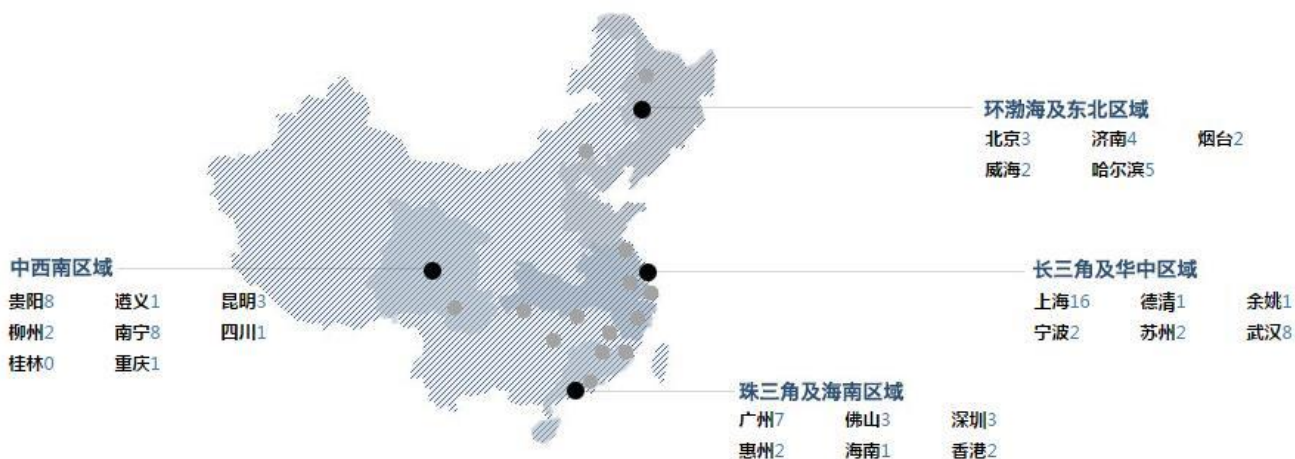 环渤海及东北区域
北京3 济南4 烟台2
威海2 哈尔滨5
中西南区域
贵阳8 遵义1 昆明3
柳州2 南宁8 四川1
桂林0 重庆1
长三角及华中区域
上海16 德清1 余姚1
宁波2 苏州2 武汉8
珠三角及海南区域
广州7 佛山3 深圳3
惠州2 海南1 香港2